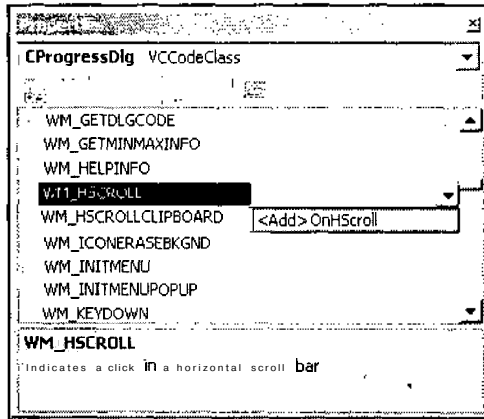 CProgressDlg VCCodeClass
WM_GETDLGCODE
WM_GETMINMAXINFO
WM_HELPINFO
WM_HSCROLL
WM_HSCROLLCLIPBOARD
<Add> OnHScroll
WM_ICONERASEBKGND
WM_INITMENU
WM_INITMENUPOPUP
WM_KEYDOWN
WM_HSCROLL
Indicates a click in a horizontal scroll bar